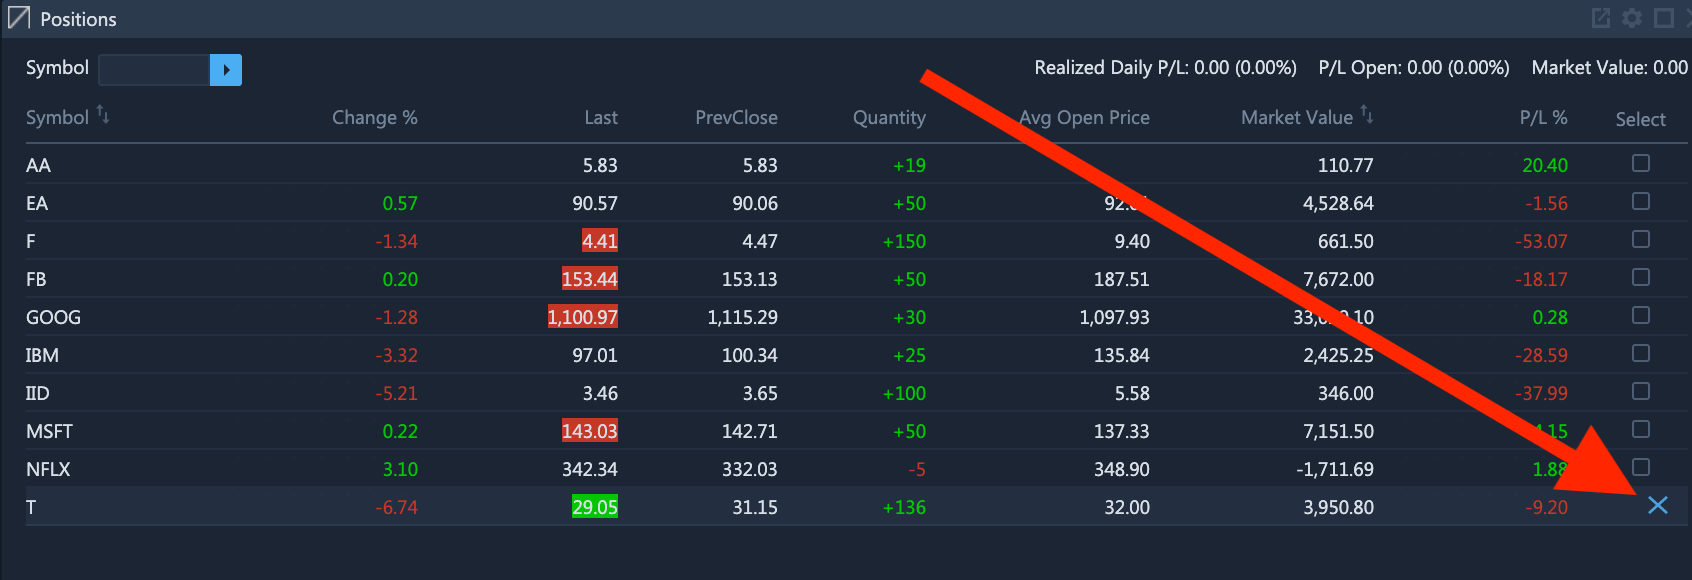 Positions
Symbol Realized Daily P/L: 0.00 (0.00%) P/L Open: 0.00 (0.00%) Market Value: 0.00
Symbol Change % Last PrevClose Quantity Avg Open Price Market Value P/L % Select
AA 5.83 5.83 +19 110.77 20.40
EA 0.57 90.57 90.06 +50 4,528.64 -1.56
F -1.34 4.41 4.47 +150 9.40 661.50 -53.07
FB 0.20 153.44 153.13 +50 187.51 7,672.00 -18.17
GOOG -1.28 1,100.97 1,115.29 +30 1,097.93 0.28
IBM -3.32 97.01 100.34 +25 135.84 2,425.25 -28.59
IID -5.21 3.46 3.65 +100 5.58 346.00 -37.99
MSFT 0.22 143.03 142.71 +50 137.33 7,151.50
NFLX 3.10 342.34 332.03 -5 348.90 -1,711.69 1.88
T -6.74 29.05 31.15 +136 32.00 3,950.80 -9.20